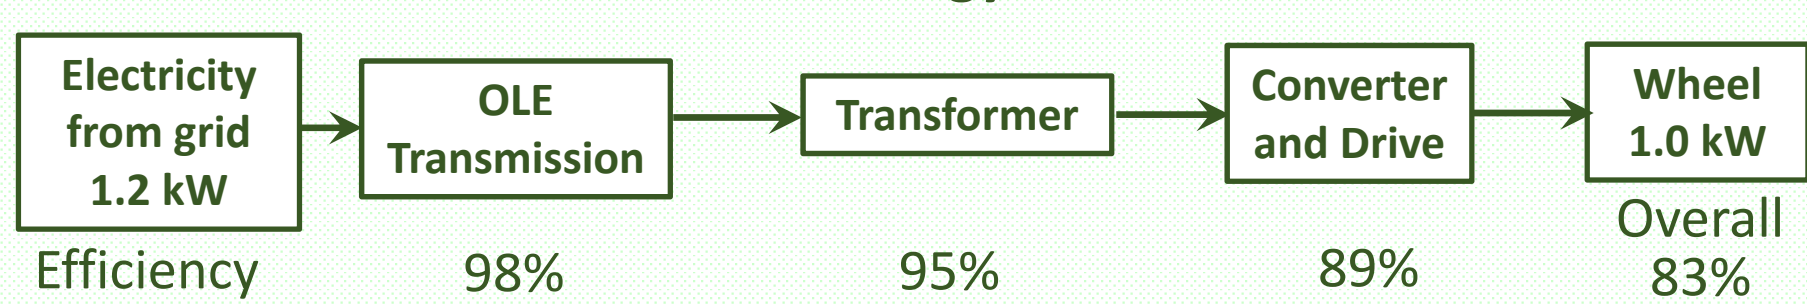 Electricity
from grid
1.2 kW
OLE
Transmission
Transformer
Converter
and Drive
Wheel
1.0 kW
Efficiency
98%
95%
89%
Overall
83%